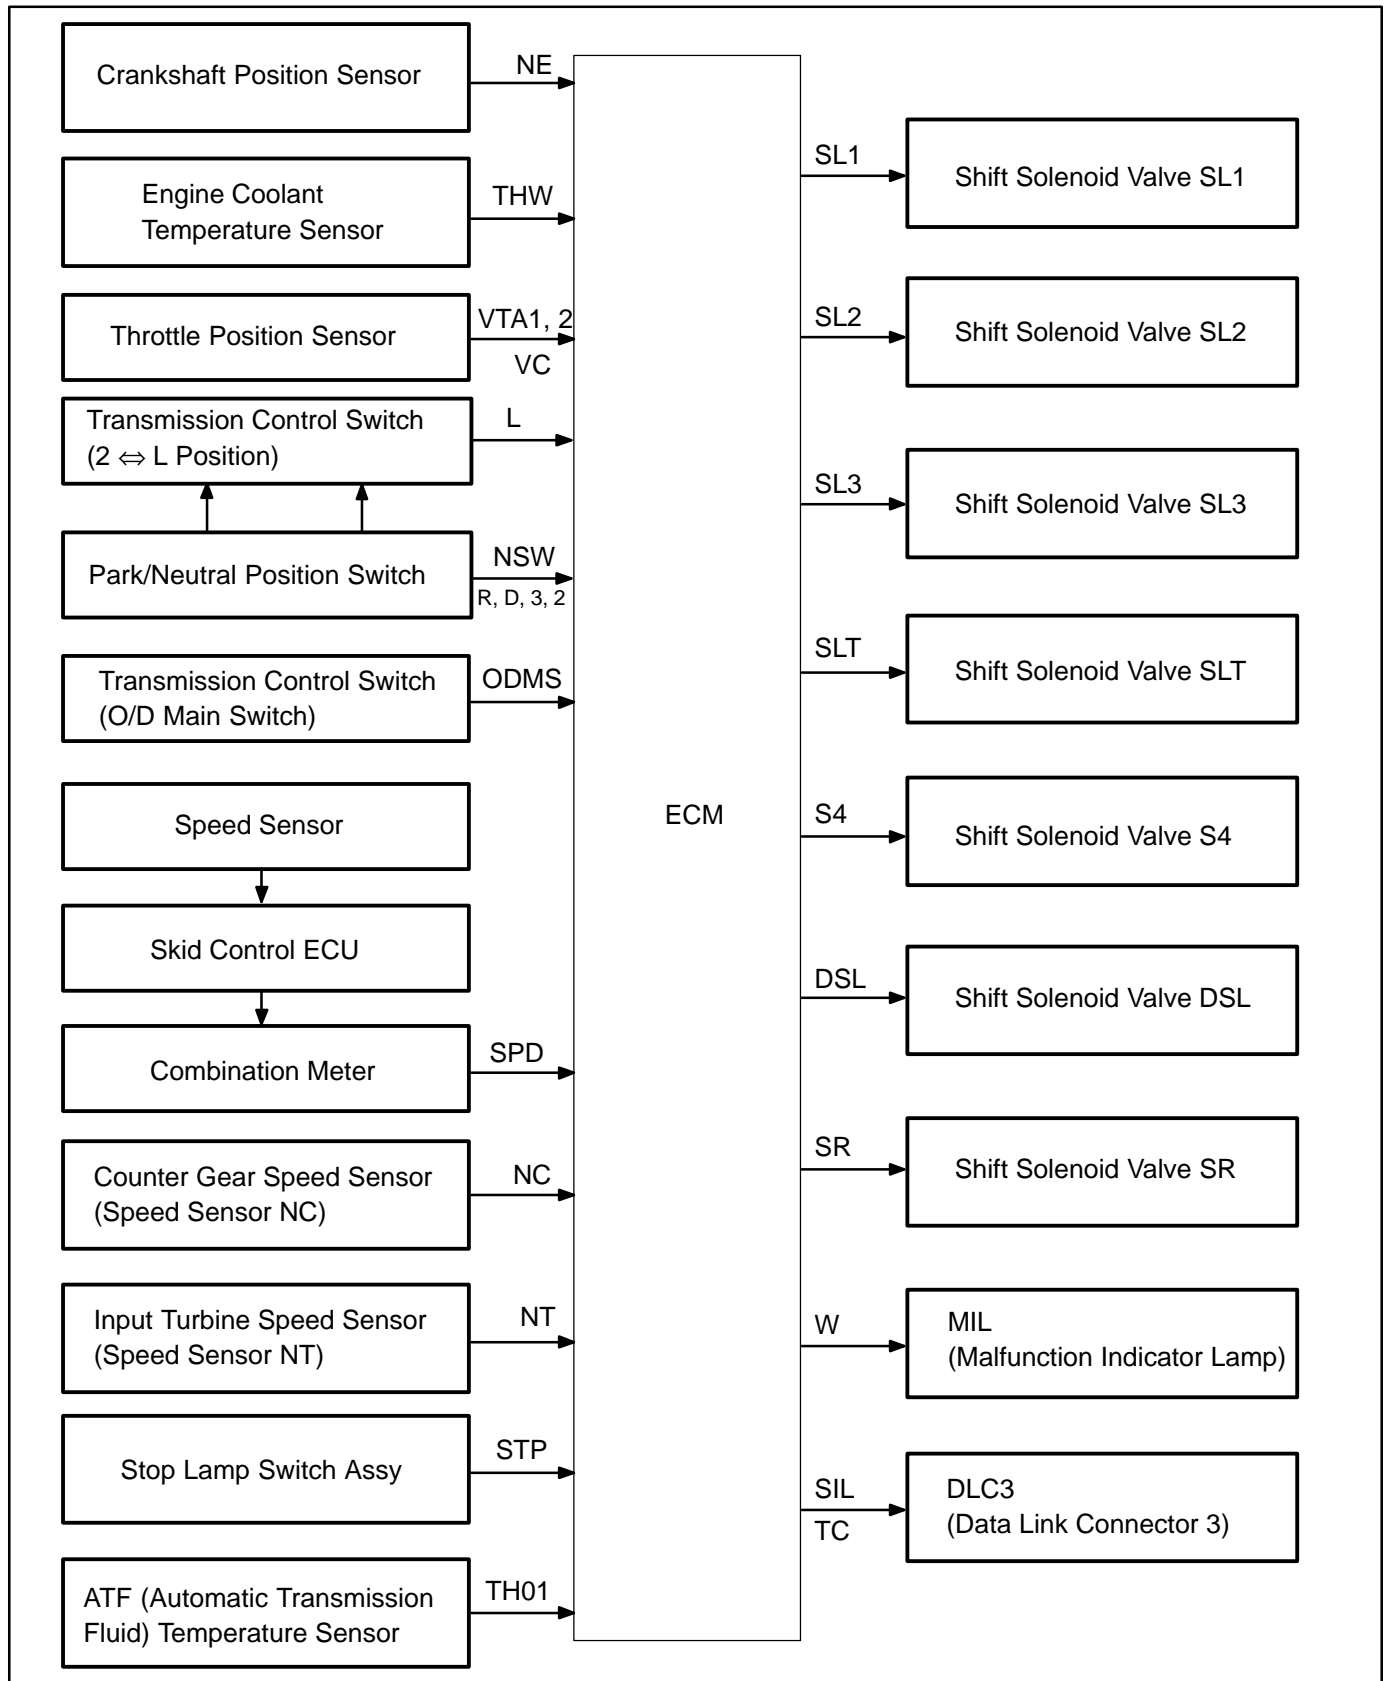 Crankshaft Position Sensor
NE
Engine Coolant
Temperature Sensor
THW
Throttle Position Sensor
VTA1, 2
VC
Transmission Control Switch
(2 ⇔ L Position)
L
Park/Neutral Position Switch
NSW
R, D, 3, 2
Transmission Control Switch
(O/D Main Switch)
ODMS
Speed Sensor
Skid Control ECU
Combination Meter
SPD
Counter Gear Speed Sensor
(Speed Sensor NC)
NC
Input Turbine Speed Sensor
(Speed Sensor NT)
NT
Stop Lamp Switch Assy
STP
ATF (Automatic Transmission
Fluid) Temperature Sensor
TH01
ECM
SL1
Shift Solenoid Valve SL1
SL2
Shift Solenoid Valve SL2
SL3
Shift Solenoid Valve SL3
SLT
Shift Solenoid Valve SLT
S4
Shift Solenoid Valve S4
DSL
Shift Solenoid Valve DSL
SR
Shift Solenoid Valve SR
W
MIL
(Malfunction Indicator Lamp)
SIL
TC
DLC3
(Data Link Connector 3)